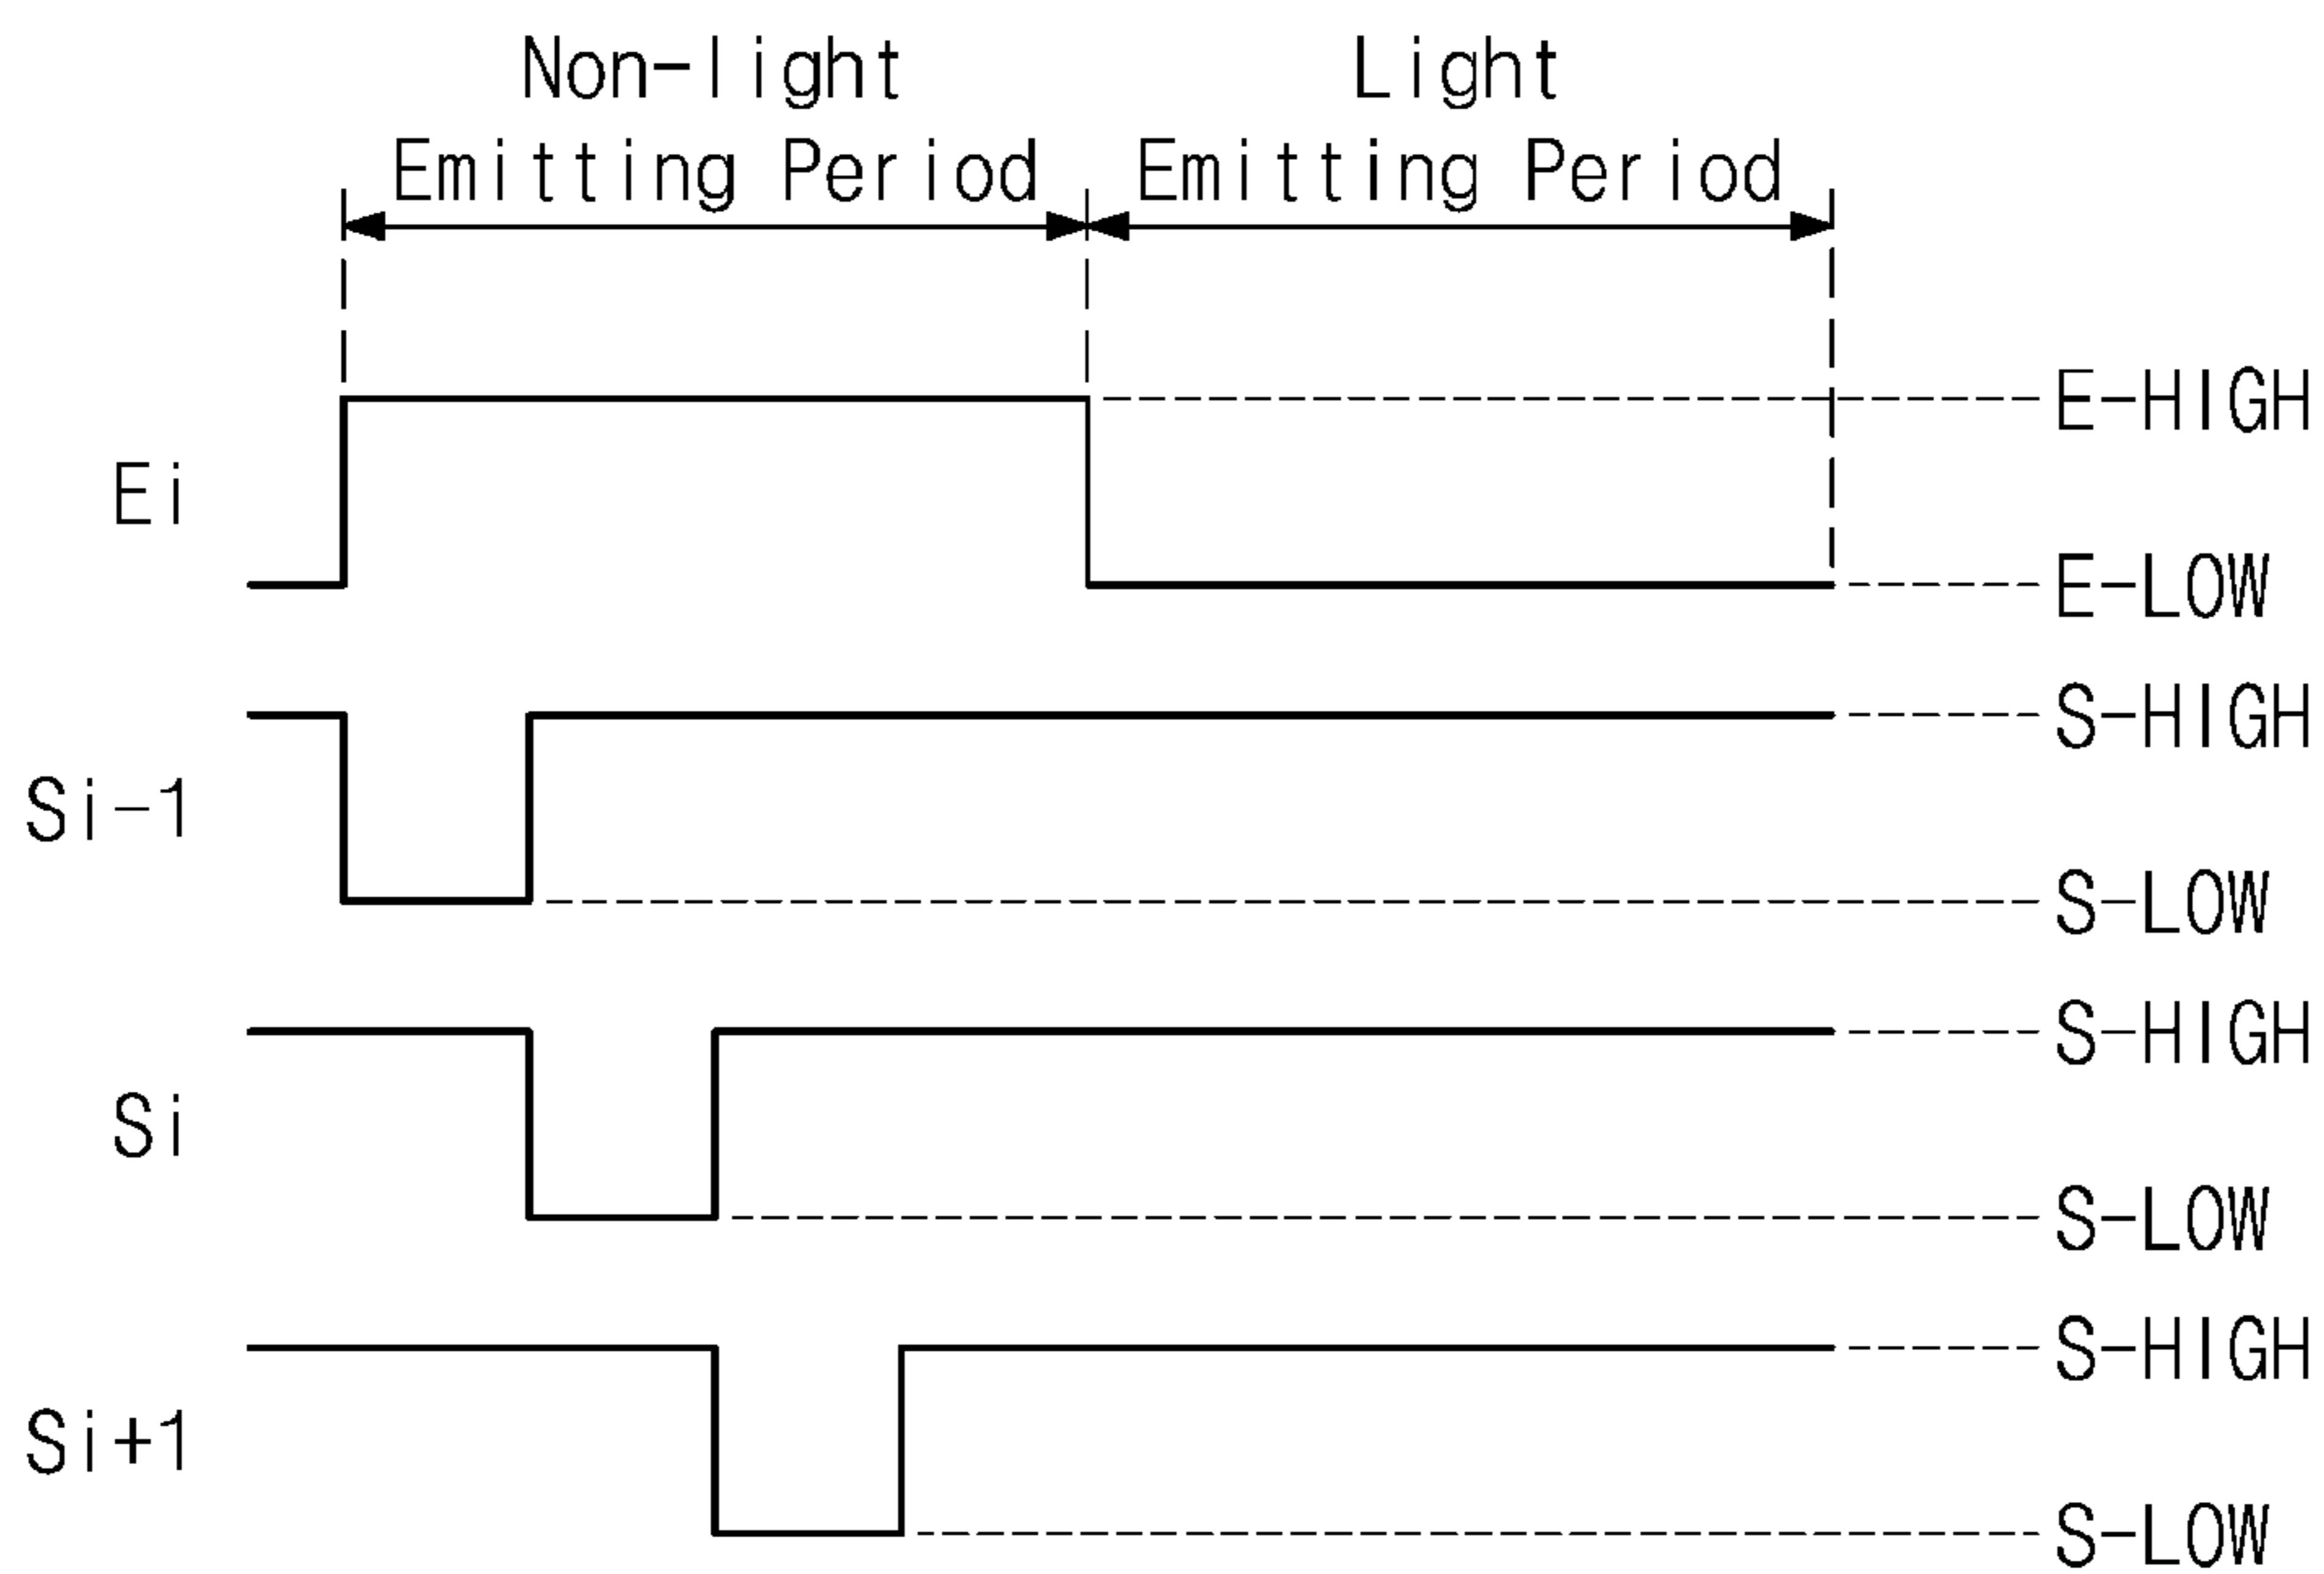 Non-light Light
Emitting Period Emitting Period
E-HIGH
Ei
E-LOW
S-HIGH
Si-1
S-LOW
S-HIGH
Si
S-LOW
S-HIGH
Si+1
S-LOW